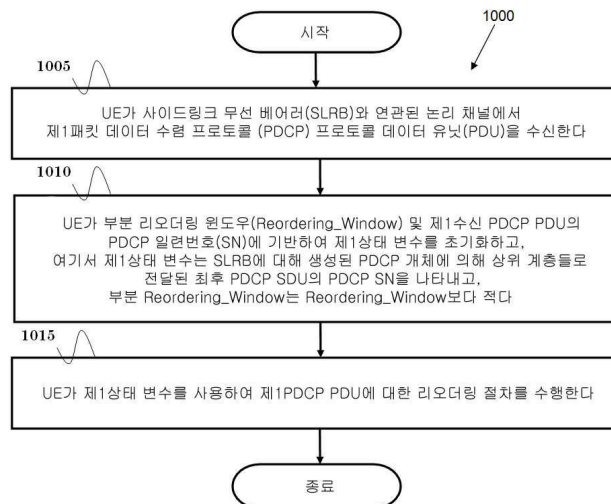 시작
1000
1005
UE가 사이드링크 무선 베어러(SLRB)와 연관된 논리 채널에서
제1패킷 데이터 수렴 프로토콜 (PDCP) 프로토콜 데이터 유닛(PDU)을 수신한다
1010
UE가 부분 리오더링 윈도우(Reordering_Window) 및 제1수신 PDCP PDU의
PDCP 일련번호(SN)에 기반하여 제1상태 변수를 초기화하고,
여기서 제1상태 변수는 SLRB에 대해 생성된 PDCP 개체에 의해 상위 계층들로
전달된 최후 PDCP SDU의 PDCP SN을 나타내고,
부분 Reordering_Window는 Reordering_Window보다 적다
1015
UE가 제1상태 변수를 사용하여 제1PDCP PDU에 대한 리오더링 절차를 수행한다
종료